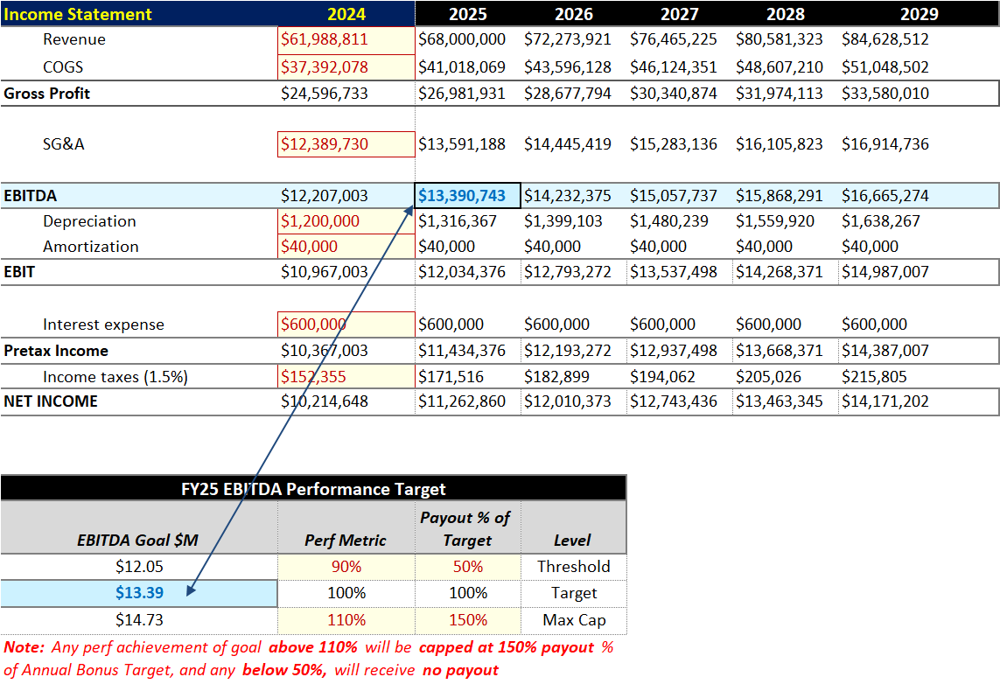 Income Statement 2024 2025 2026 2027 2028 2029
Revenue $61,988,811 $68,000,000 $72,273,921 $76,465,225 $80,581,323 $84,628,512
COGS $37,392,078 $41,018,069 $43,596,128 $46,124,351 $48,607,210 $51,048,502
Gross Profit $24,596,733 $26,981,931 $28,677,794 $30,340,874 $31,974,113 $33,580,010
SG&A $12,389,730 $13,591,188 $14,445,419 $15,283,136 $16,105,823 $16,914,736
EBITDA $12,207,003 $13,390,743 $14,232,375 $15,057,737 $15,868,291 $16,665,274
Depreciation $1,200,000 $1,316,367 $1,399,103 $1,480,239 $1,559,920 $1,638,267
Amortization $40,000 $40,000 $40,000 $40,000 $40,000 $40,000
EBIT $10,967,003 $12,034,376 $12,793,272 $13,537,498 $14,268,371 $14,987,007
Interest expense $600,000 $600,000 $600,000 $600,000 $600,000 $600,000
Pretax Income $10,367,003 $11,434,376 $12,193,272 $12,937,498 $13,668,371 $14,387,007
Income taxes (1.5%) $152,355 $171,516 $182,899 $194,062 $205,026 $215,805
NET INCOME $10,214,648 $11,262,860 $12,010,373 $12,743,436 $13,463,345 $14,171,202
FY25 EBITDA Performance Target
EBITDA Goal $M Perf Metric Payout % of Target Level
$12.05 90% 50% Threshold
$13.39 100% 100% Target
$14.73 110% 150% Max Cap
Note: Any perf achievement of goal above 110% will be capped at 150% payout %
of Annual Bonus Target, and any below 50%, will receive no payout